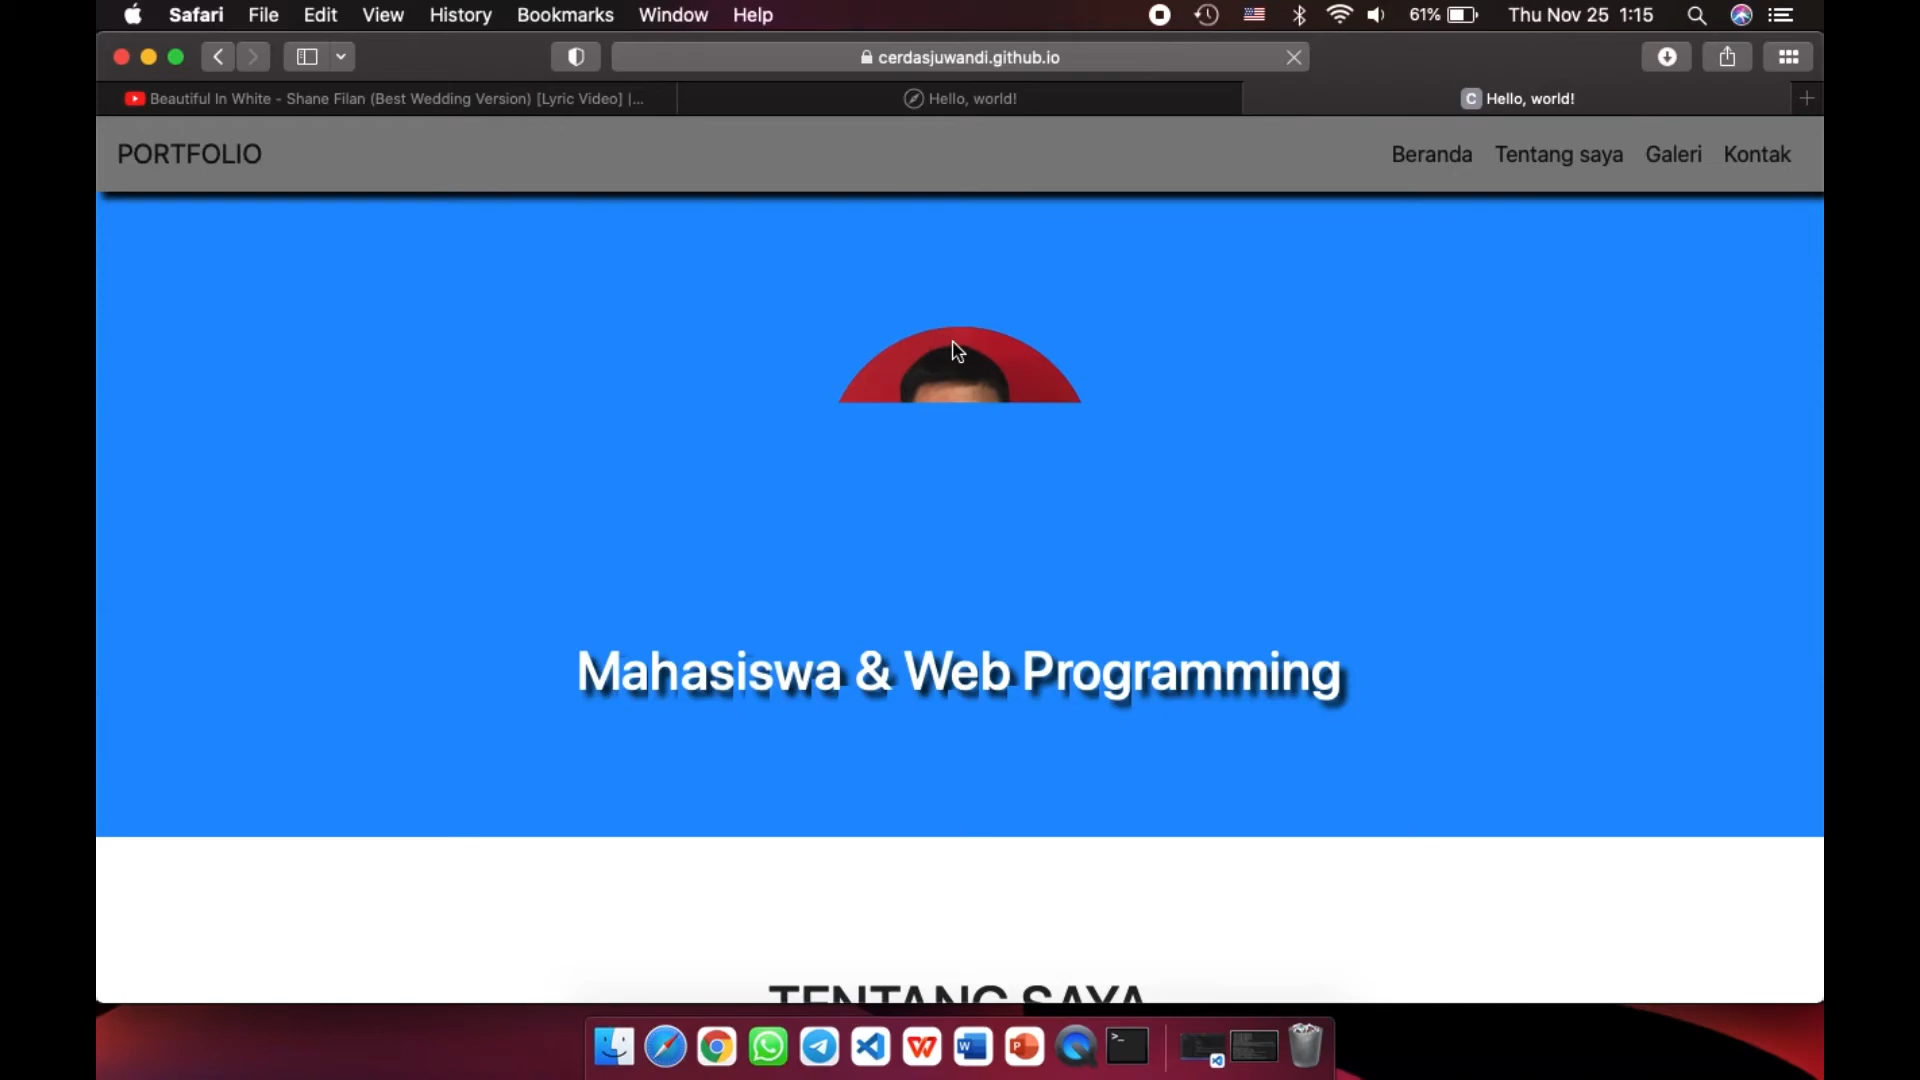 Safari File Edit View History Bookmarks Window Help 61% Thu Nov 25 1:15
cerdasjuwandi.github.io
Beautiful In White - Shane Filan (Best Wedding Version) [Lyric Video] |...
Hello, world!
C Hello, world!
PORTFOLIO
Beranda Tentang saya Galeri Kontak
Mahasiswa & Web Programming
TENTANG SAYA